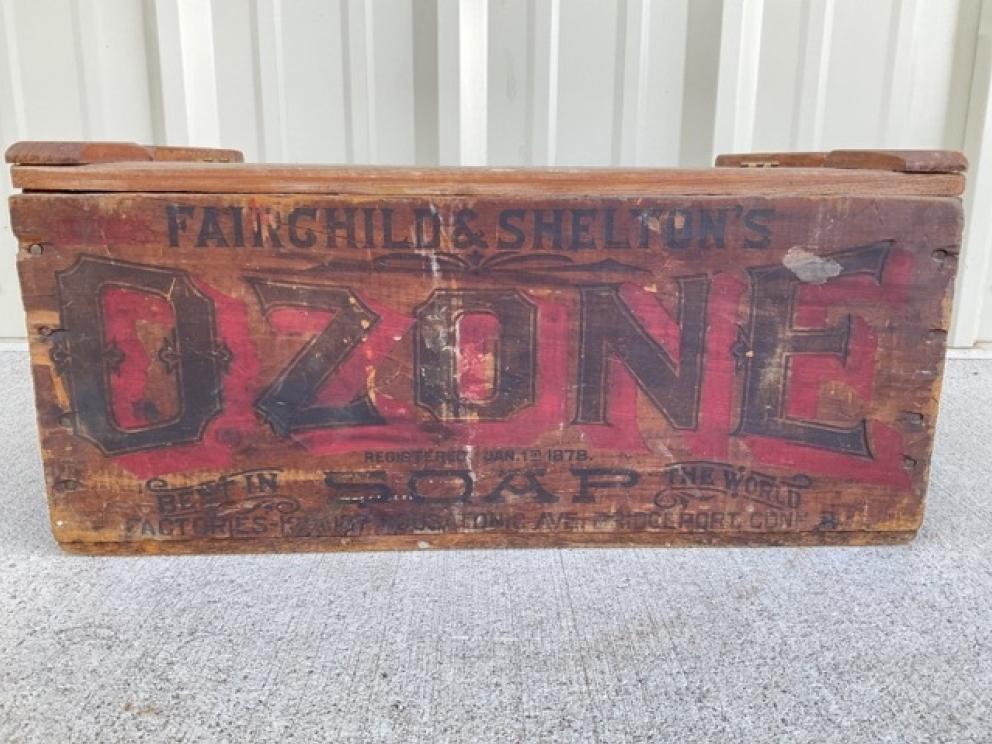 FAIRCHILD & SHELTON'S
OZONE
REGISTERED JAN. 1ST 1878.
BEST IN SOAP THE WORLD
FACTORIES- HOUSATONIC AVE. BRIDGEPORT, CONN